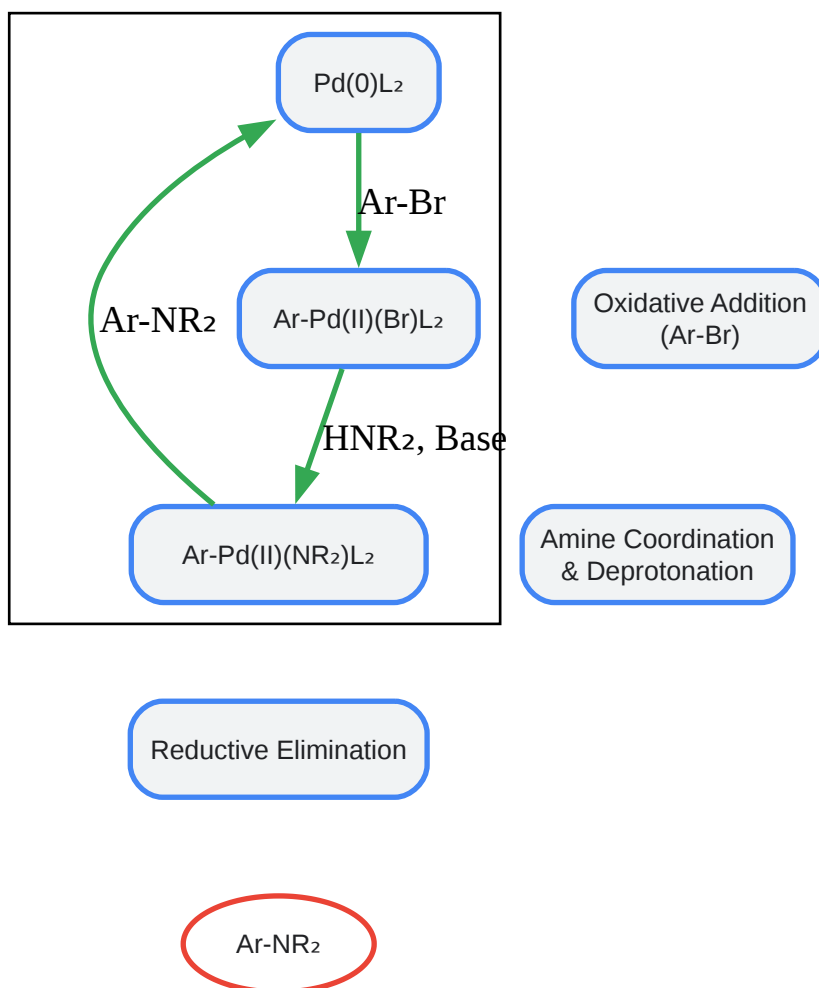 Pd(0)L₂
Ar-Br
Ar-Pd(II)(Br)L₂
Oxidative Addition
(Ar-Br)
Ar-NR₂
HNR₂, Base
Ar-Pd(II)(NR₂)L₂
Amine Coordination
& Deprotonation
Reductive Elimination
Ar-NR₂